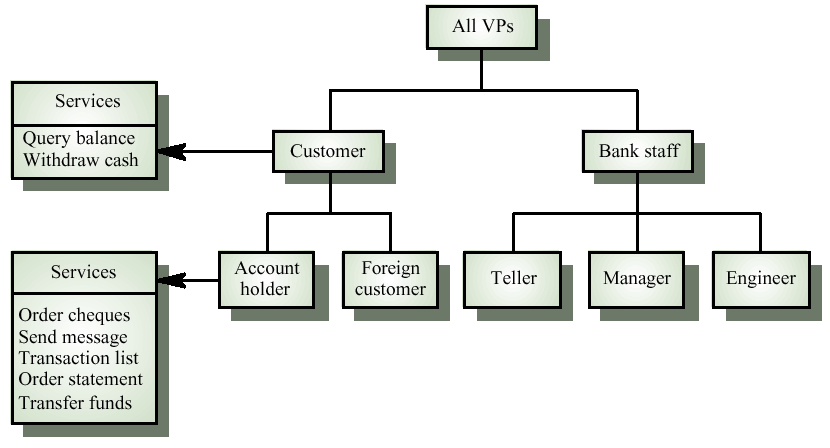 All VPs
Services
Query balance
Withdraw cash
Customer
Bank staff
Services
Order cheques
Send message
Transaction list
Order statement
Transfer funds
Account
holder
Foreign
customer
Teller
Manager
Engineer